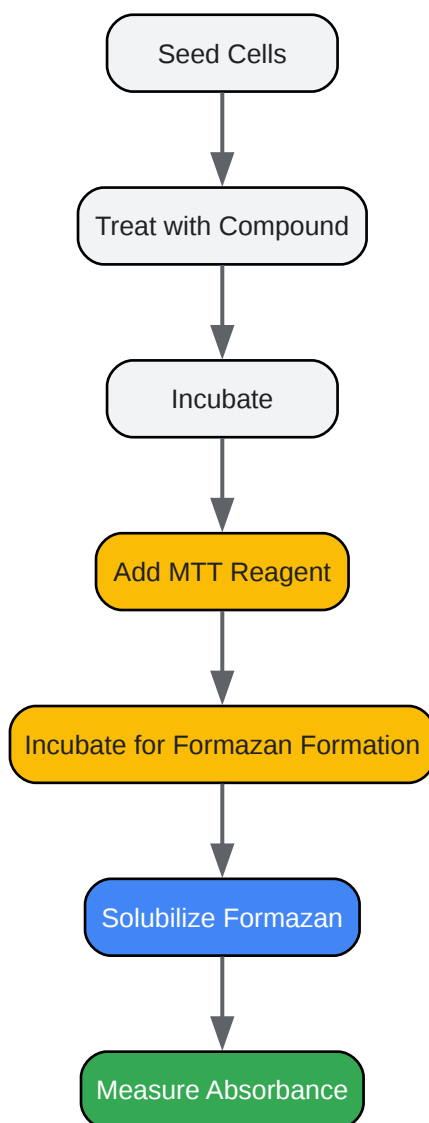 Seed Cells
Treat with Compound
Incubate
Add MTT Reagent
Incubate for Formazan Formation
Solubilize Formazan
Measure Absorbance